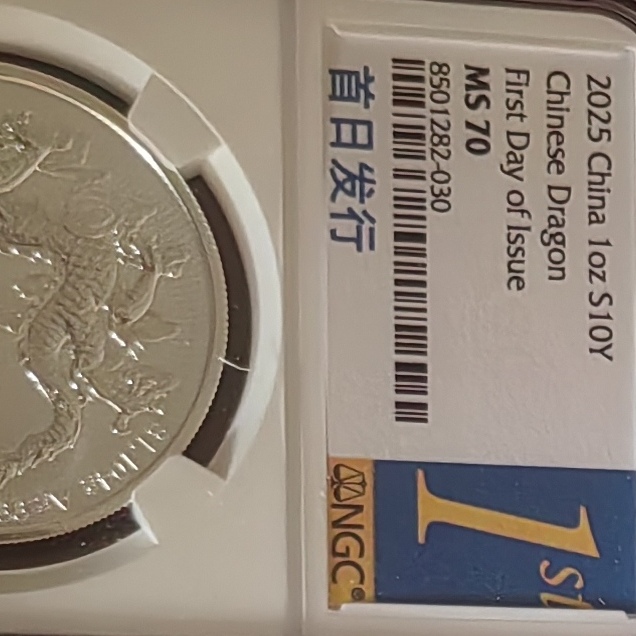 2025 China 1oz S10Y
Chinese Dragon
First Day of Issue
MS 70
8501282-030
首日发行
1st
NGC®